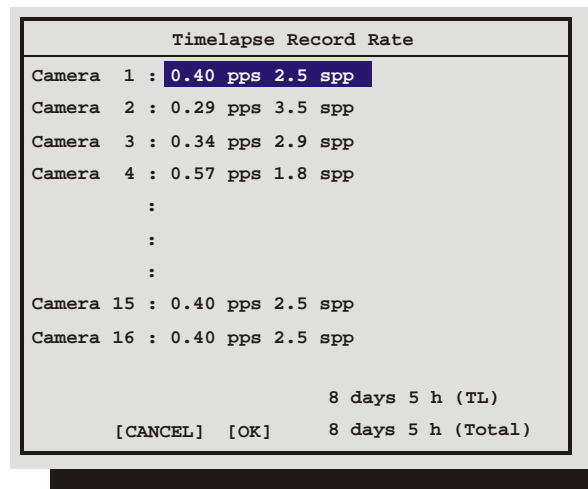 Timelapse Record Rate
Camera 1 : 0.40 pps 2.5 spp
Camera 2 : 0.29 pps 3.5 spp
Camera 3 : 0.34 pps 2.9 spp
Camera 4 : 0.57 pps 1.8 spp
:
:
:
Camera 15 : 0.40 pps 2.5 spp
Camera 16 : 0.40 pps 2.5 spp
8 days 5 h (TL)
[CANCEL] [OK] 8 days 5 h (Total)